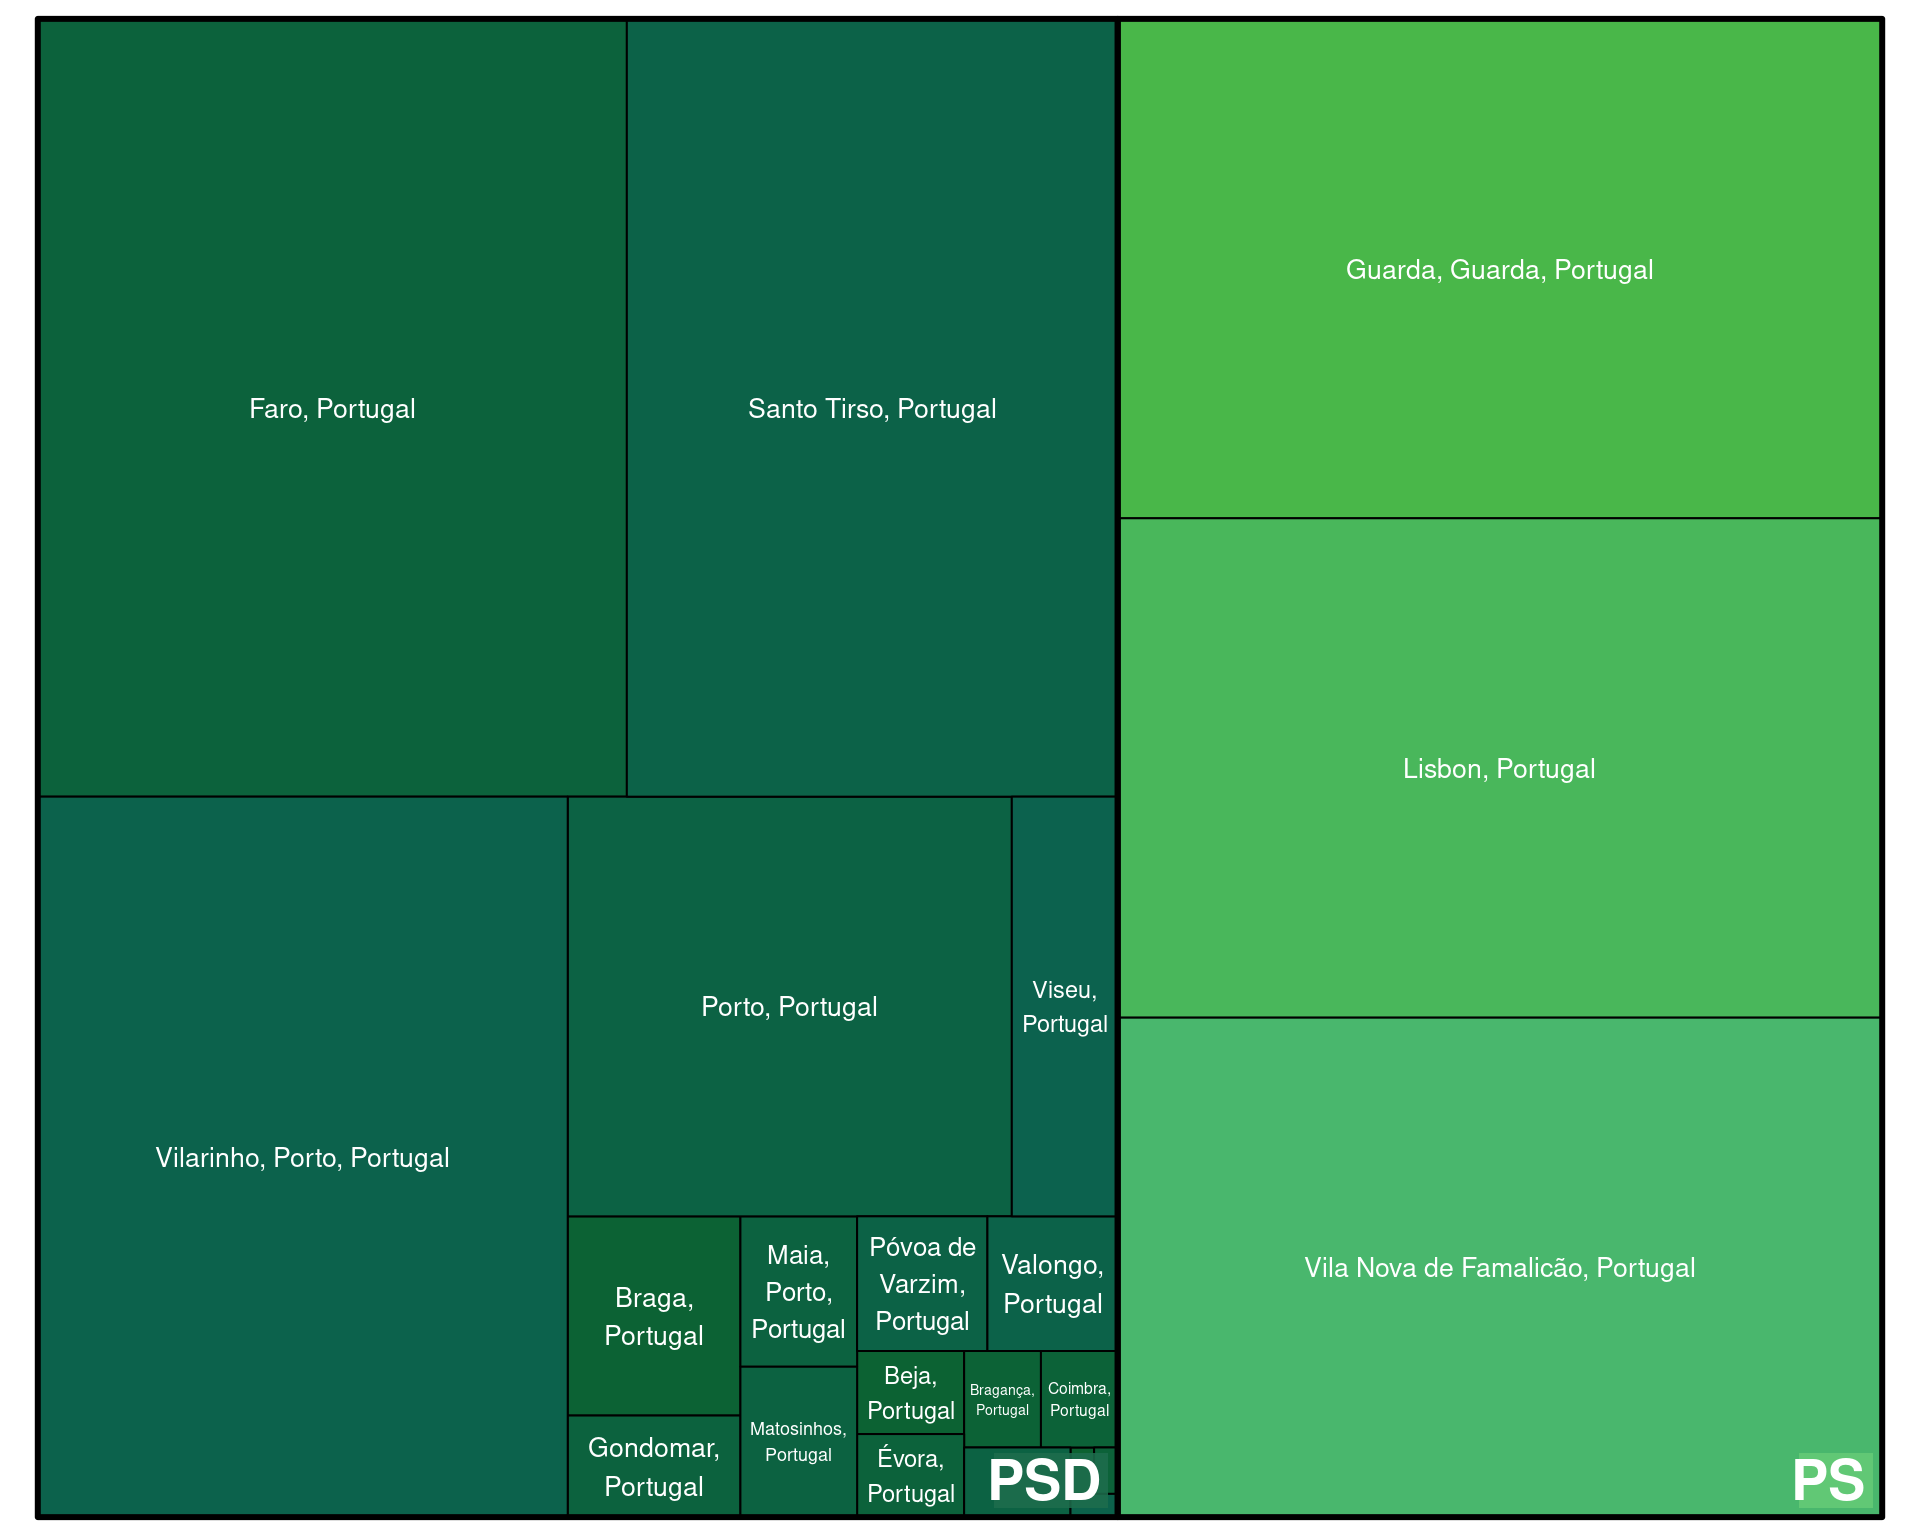 Faro, Portugal
Santo Tirso, Portugal
Guarda, Guarda, Portugal
Lisbon, Portugal
Vilarinho, Porto, Portugal
Porto, Portugal
Viseu,
Portugal
Vila Nova de Famalicão, Portugal
Braga,
Portugal
Maia,
Porto,
Portugal
Póvoa de
Varzim,
Portugal
Valongo,
Portugal
Gondomar,
Portugal
Matosinhos,
Portugal
Beja,
Portugal
Bragança,
Portugal
Coimbra,
Portugal
Évora,
Portugal
PSD
PS